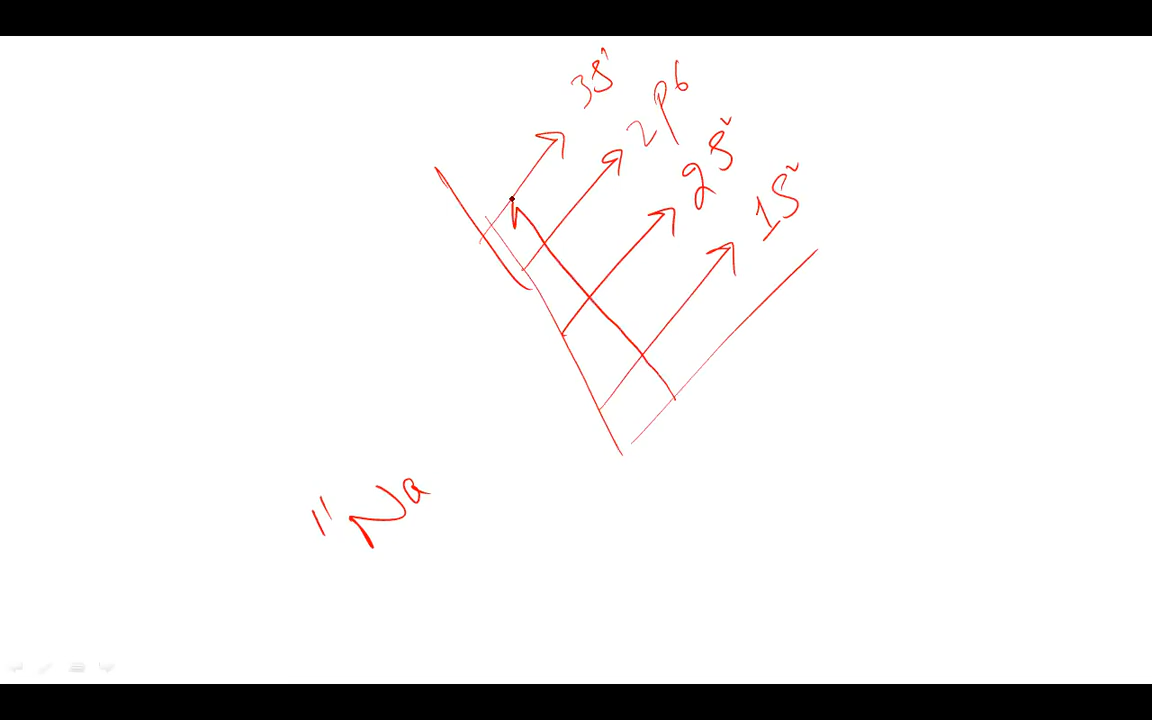 3s¹
2p⁶
2s²
1s²
¹¹Na